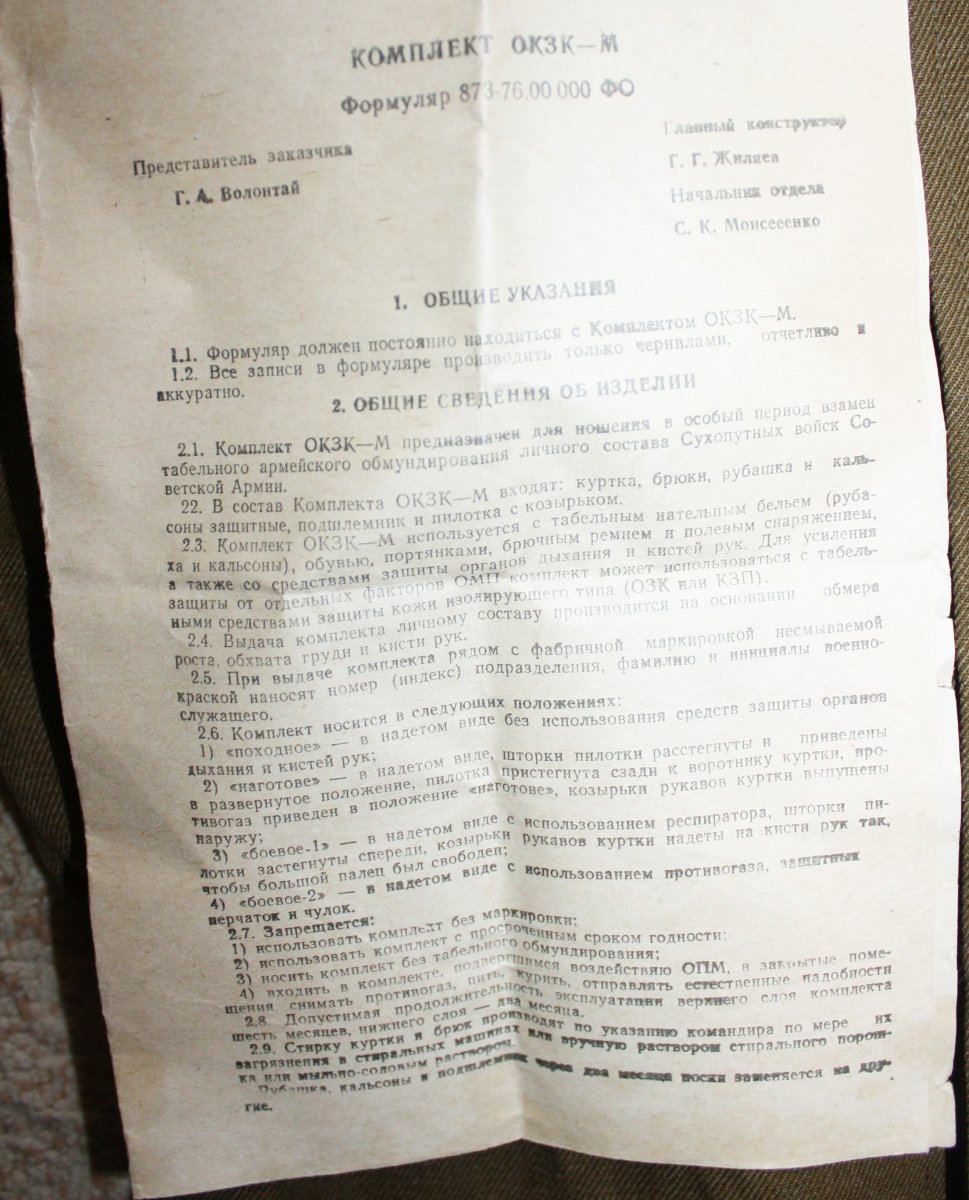 КОМПЛЕКТ ОКЗК—М
Формуляр 873-76.00 000 ФО
Представитель заказчика
Г. А. Волонтай
Главный конструктор
Г. Г. Жиляев
Начальник отдела
С. К. Моисееенко
1. ОБЩИЕ УКАЗАНИЯ
1.1. Формуляр должен постоянно находиться с Комплектом ОКЗК—М.
1.2. Все записи в формуляре производить только чернилами, отчетливо и
аккуратно.
2. ОБЩИЕ СВЕДЕНИЯ ОБ ИЗДЕЛИИ
2.1. Комплект ОКЗК—М предназначен для ношения в особый период взамен
табельного армейского обмундирования личного состава Сухопутных войск Со-
ветской Армии.
22. В состав Комплекта ОКЗК—М входят: куртка, брюки, рубашка и каль-
соны защитные, подшлемник и пилотка с козырьком.
2.3. Комплект ОКЗК—М используется с табельным нательным бельем (руба-
ха и кальсоны), обувью, портянками, брючным ремнем и полевым снаряжением,
а также со средствами защиты органов дыхания и кистей рук. Для усиления
защиты от отдельных факторов ОМП комплект может использоваться с табель-
ными средствами защиты кожи изолирующего типа (ОЗК или КЗП).
2.4. Выдача комплекта личному составу производится на основании обмера
роста, обхвата груди и кисти рук.
2.5. При выдаче комплекта рядом с фабричной маркировкой несмываемой
краской наносят номер (индекс) подразделения, фамилию и инициалы военно-
служащего.
2.6. Комплект носится в следующих положениях:
1) «походное» — в надетом виде без использования средств защиты органов
дыхания и кистей рук;
2) «наготове» — в надетом виде, шторки пилотки расстегнуты и приведены
в развернутое положение, пилотка пристегнута сзади к воротнику куртки, про-
тивогаз приведен в положение «наготове», козырьки рукавов куртки выпущены
наружу;
3) «боевое-1» — в надетом виде с использованием респиратора, шторки пи-
лотки застегнуты спереди, козырьки рукавов куртки надеты на кисти рук так,
чтобы большой палец был свободен;
4) «боевое-2» — в надетом виде с использованием противогаза, защитных
перчаток и чулок.
2.7. Запрещается:
1) использовать комплект без маркировки;
2) использовать комплект с просроченным сроком годности;
3) носить комплект без табельного обмундирования;
4) входить в комплекте, подвергшимся воздействию ОПМ, в закрытые поме-
щения, снимать противогаз, пить, курить, отправлять естественные надобности
2.8. Допустимая продолжительность эксплуатации верхнего слоя комплекта
шесть месяцев, нижнего слоя — два месяца.
2.9. Стирку куртки и брюк производят по указанию командира по мере их
загрязнения в стиральных машинах или вручную раствором стирального порош-
ка или мыльно-содовым раствором.
Рубашка, кальсоны и подшлемник через два месяца носки заменяется на дру-
гие.